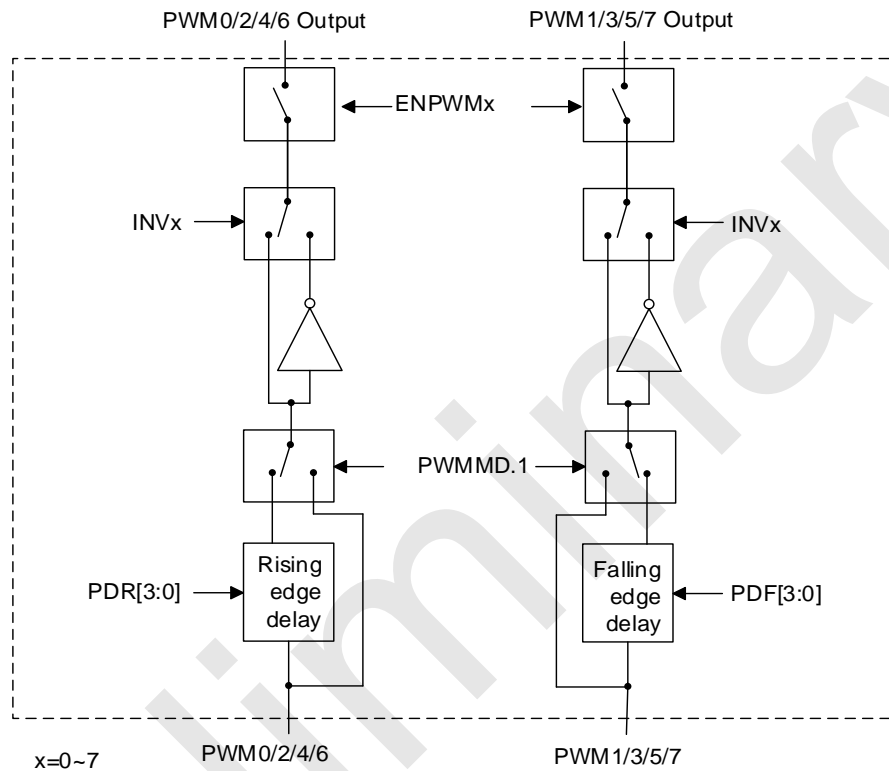 PWM0/2/4/6 Output
PWM1/3/5/7 Output
ENPWMx
INVx
INVx
PWMMD.1
PDR[3:0]
Rising
edge
delay
Falling
edge
delay
PDF[3:0]
PWM0/2/4/6
PWM1/3/5/7
x=0~7